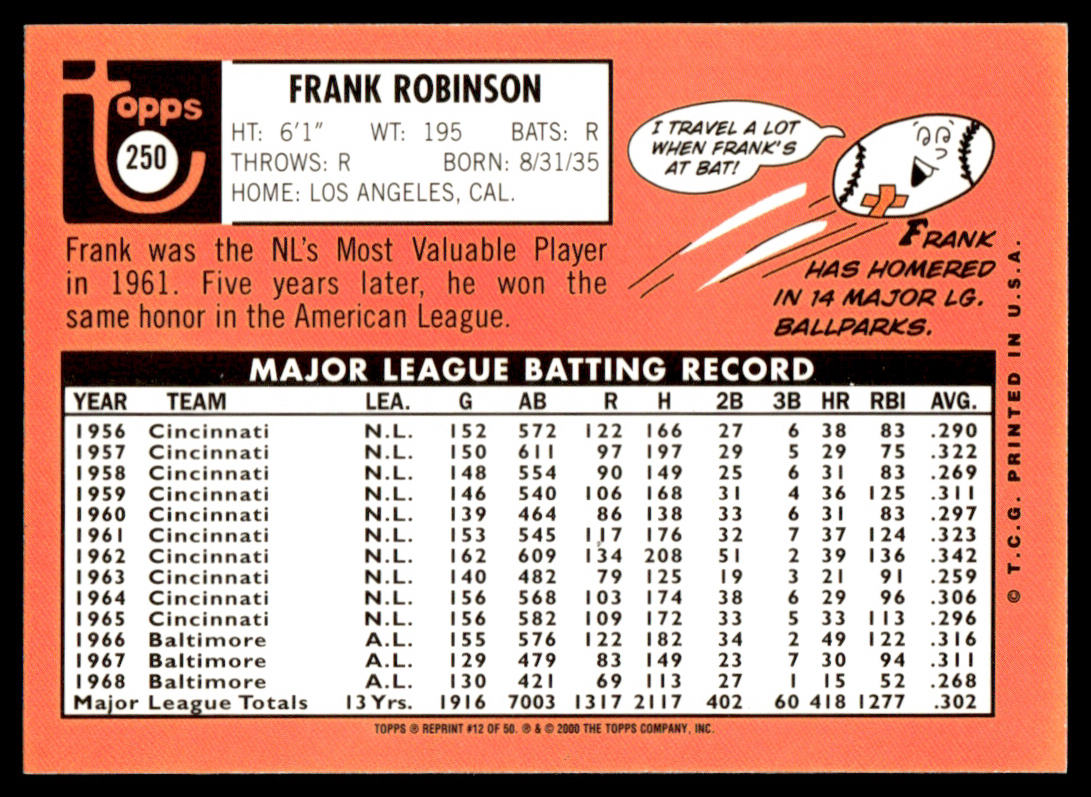 topps
250
FRANK ROBINSON
HT: 6'1" WT: 195 BATS: R
THROWS: R BORN: 8/31/35
HOME: LOS ANGELES, CAL.
Frank was the NL's Most Valuable Player
in 1961. Five years later, he won the
same honor in the American League.
I TRAVEL A LOT
WHEN FRANK'S
AT BAT!
FRANK
HAS HOMERED
IN 14 MAJOR LG.
BALLPARKS.
MAJOR LEAGUE BATTING RECORD
YEAR TEAM LEA. G AB R H 2B 3B HR RBI AVG.
1956 Cincinnati N.L. 152 572 122 166 27 6 38 83 .290
1957 Cincinnati N.L. 150 611 97 197 29 5 29 75 .322
1958 Cincinnati N.L. 148 554 90 149 25 6 31 83 .269
1959 Cincinnati N.L. 146 540 106 168 31 4 36 125 .311
1960 Cincinnati N.L. 139 464 86 138 33 6 31 83 .297
1961 Cincinnati N.L. 153 545 117 176 32 7 37 124 .323
1962 Cincinnati N.L. 162 609 134 208 51 2 39 136 .342
1963 Cincinnati N.L. 140 482 79 125 19 3 21 91 .259
1964 Cincinnati N.L. 156 568 103 174 38 6 29 96 .306
1965 Cincinnati N.L. 156 582 109 172 33 5 33 113 .296
1966 Baltimore A.L. 155 576 122 182 34 2 49 122 .316
1967 Baltimore A.L. 129 479 83 149 23 7 30 94 .311
1968 Baltimore A.L. 130 421 69 113 27 1 15 52 .268
Major League Totals 13 Yrs. 1916 7003 1317 2117 402 60 418 1277 .302
TOPPS ® REPRINT #12 OF 50. ® & © 2000 THE TOPPS COMPANY, INC.
© T.C.G. PRINTED IN U.S.A.